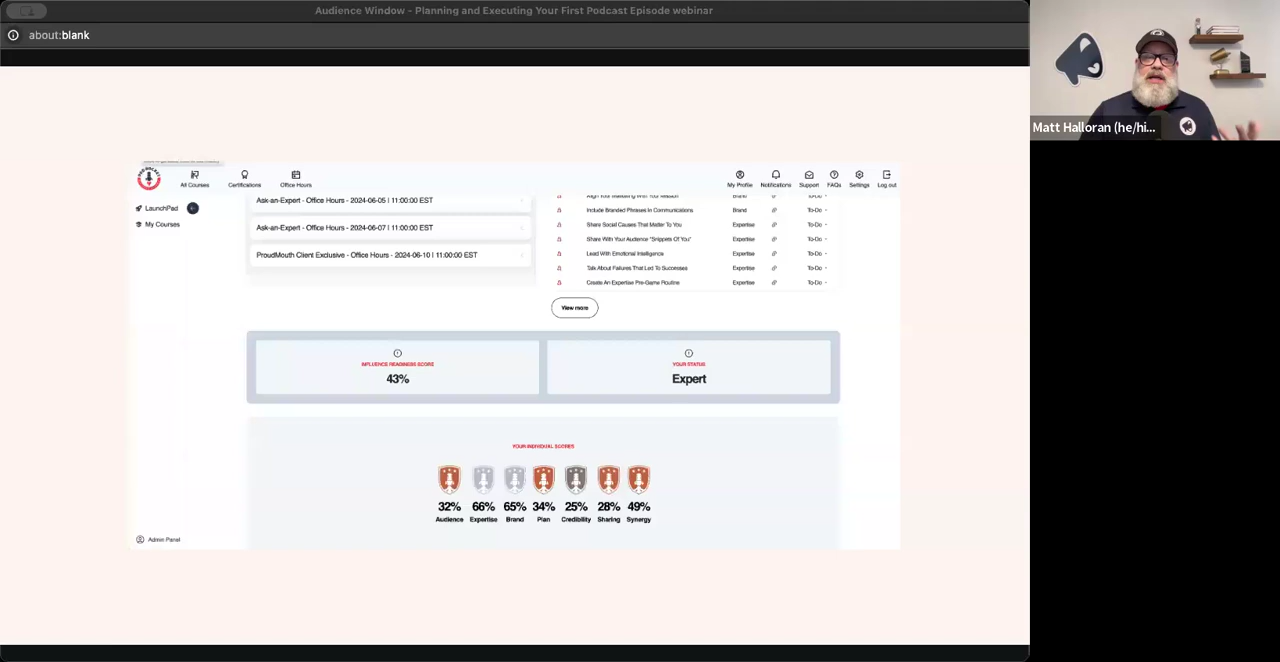 Audience Window - Planning and Executing Your First Podcast Episode webinar
about:blank
Matt Halloran (he/hi...
All Courses
Certifications
Office Hours
My Profile
Notifications
Support
FAQs
Settings
Log out
LaunchPad
My Courses
Ask-an-Expert - Office Hours - 2024-06-05 | 11:00:00 EST
Ask-an-Expert - Office Hours - 2024-06-07 | 11:00:00 EST
ProudMouth Client Exclusive - Office Hours - 2024-06-10 | 11:00:00 EST
Align Your Marketing With Your Mission Brand
Include Branded Phrases In Communications Brand To-Do
Share Social Causes That Matter To You Expertise To-Do
Share With Your Audience "Snippets Of You" Expertise To-Do
Lead With Emotional Intelligence Expertise To-Do
Talk About Failures That Led To Successes Expertise To-Do
Create An Expertise Pre-Game Routine Expertise To-Do
View more
INFLUENCE READINESS SCORE
43%
YOUR STATUS
Expert
YOUR INDIVIDUAL SCORES
32% 66% 65% 34% 25% 28% 49%
Audience Expertise Brand Plan Credibility Sharing Synergy
Admin Panel